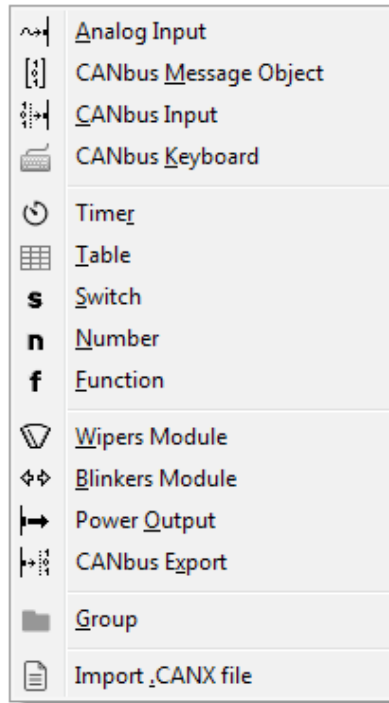 Analog Input
CANbus Message Object
CANbus Input
CANbus Keyboard
Timer
Table
s Switch
n Number
f Function
Wipers Module
Blinkers Module
Power Output
CANbus Export
Group
Import .CANX file